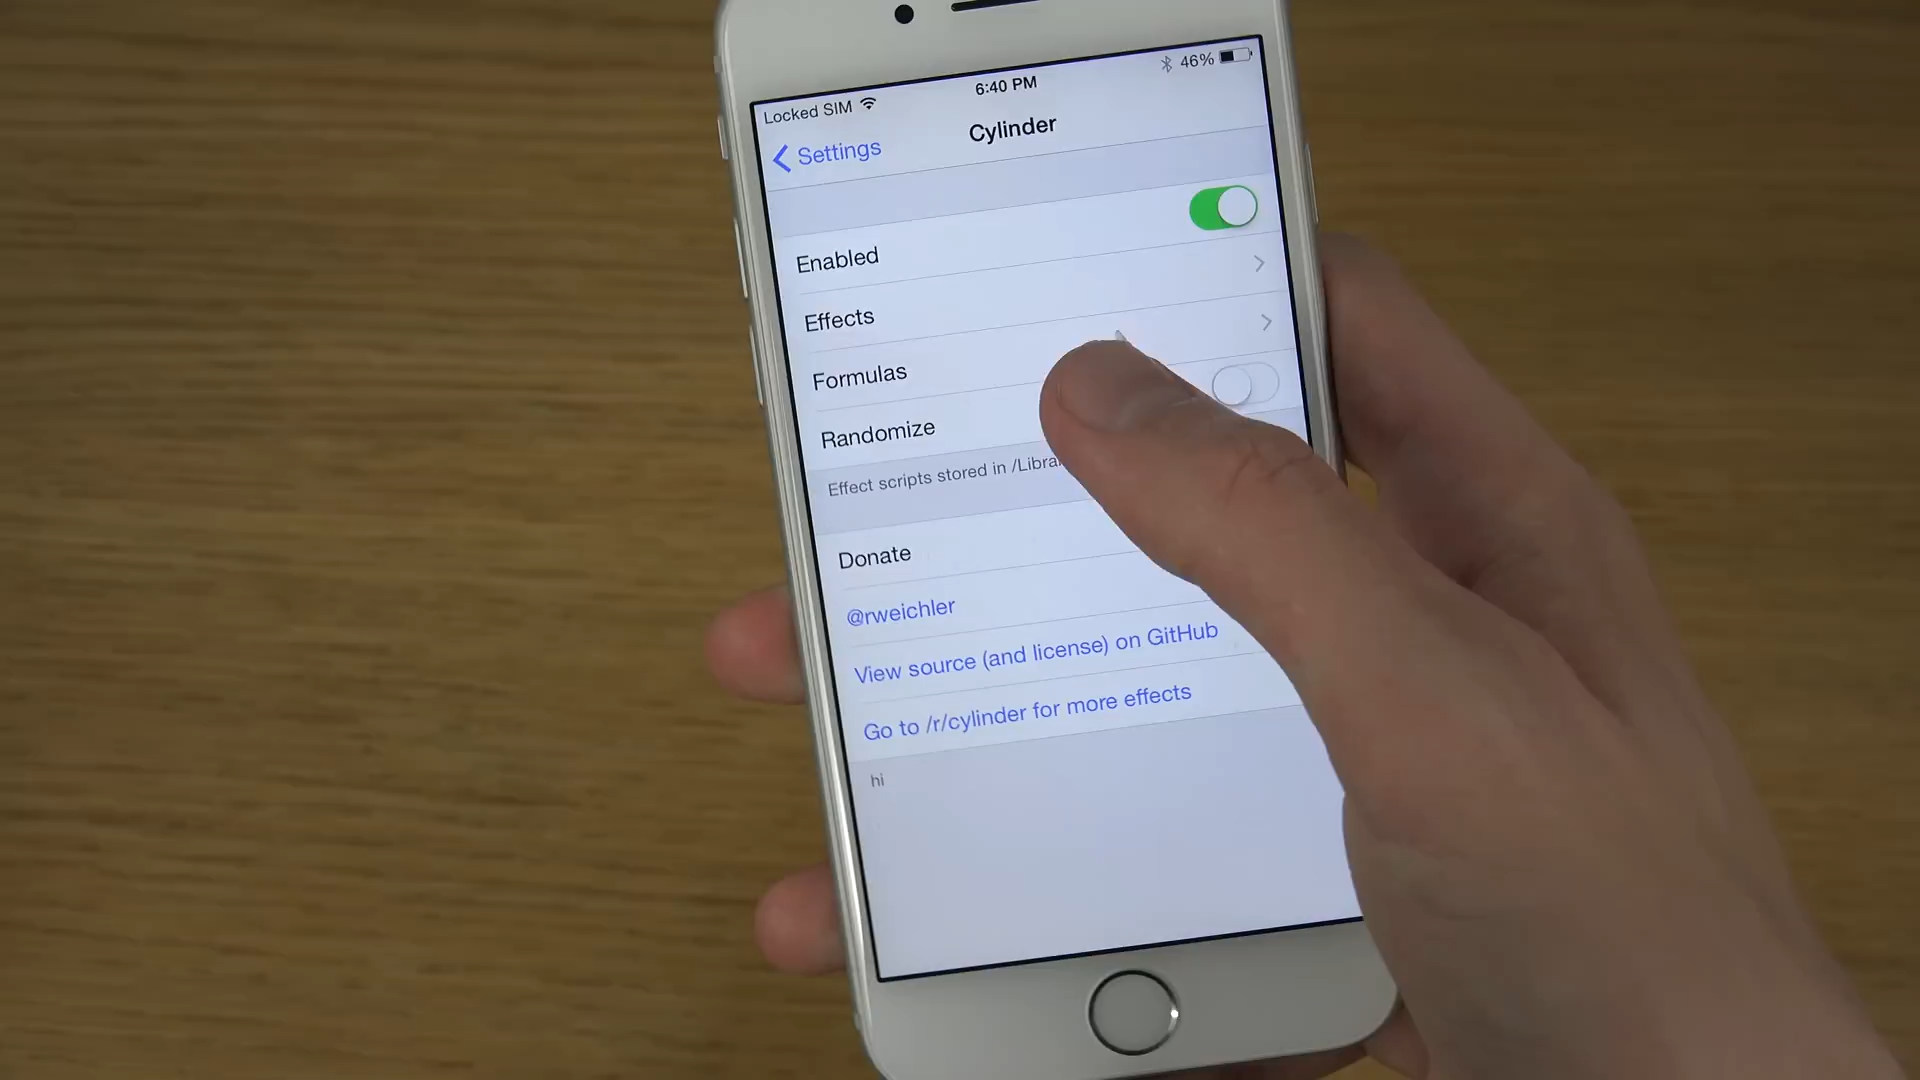 Locked SIM
6:40 PM
46%
Settings
Cylinder
Enabled
Effects
Formulas
Randomize
Effect scripts stored in
Donate
@rweichler
View source (and license) on GitHub
Go to /r/cylinder for more effects
hi